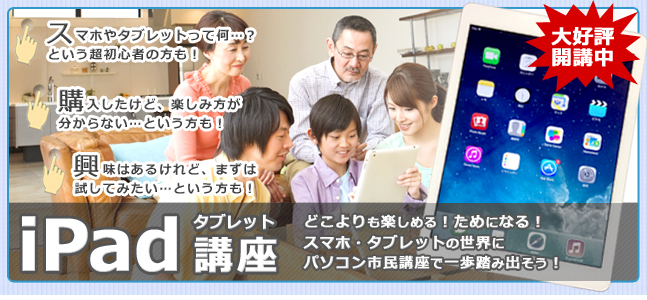 スマホやタブレットって何…？
という超初心者の方も！
購入したけど、楽しみ方が
分からない…という方も！
興味はあるけれど、まずは
試してみたい…という方も！
大好評
開講中
iPad タブレット講座
どこよりも楽しめる！ためになる！
スマホ・タブレットの世界に
パソコン市民講座で一歩踏み出そう！